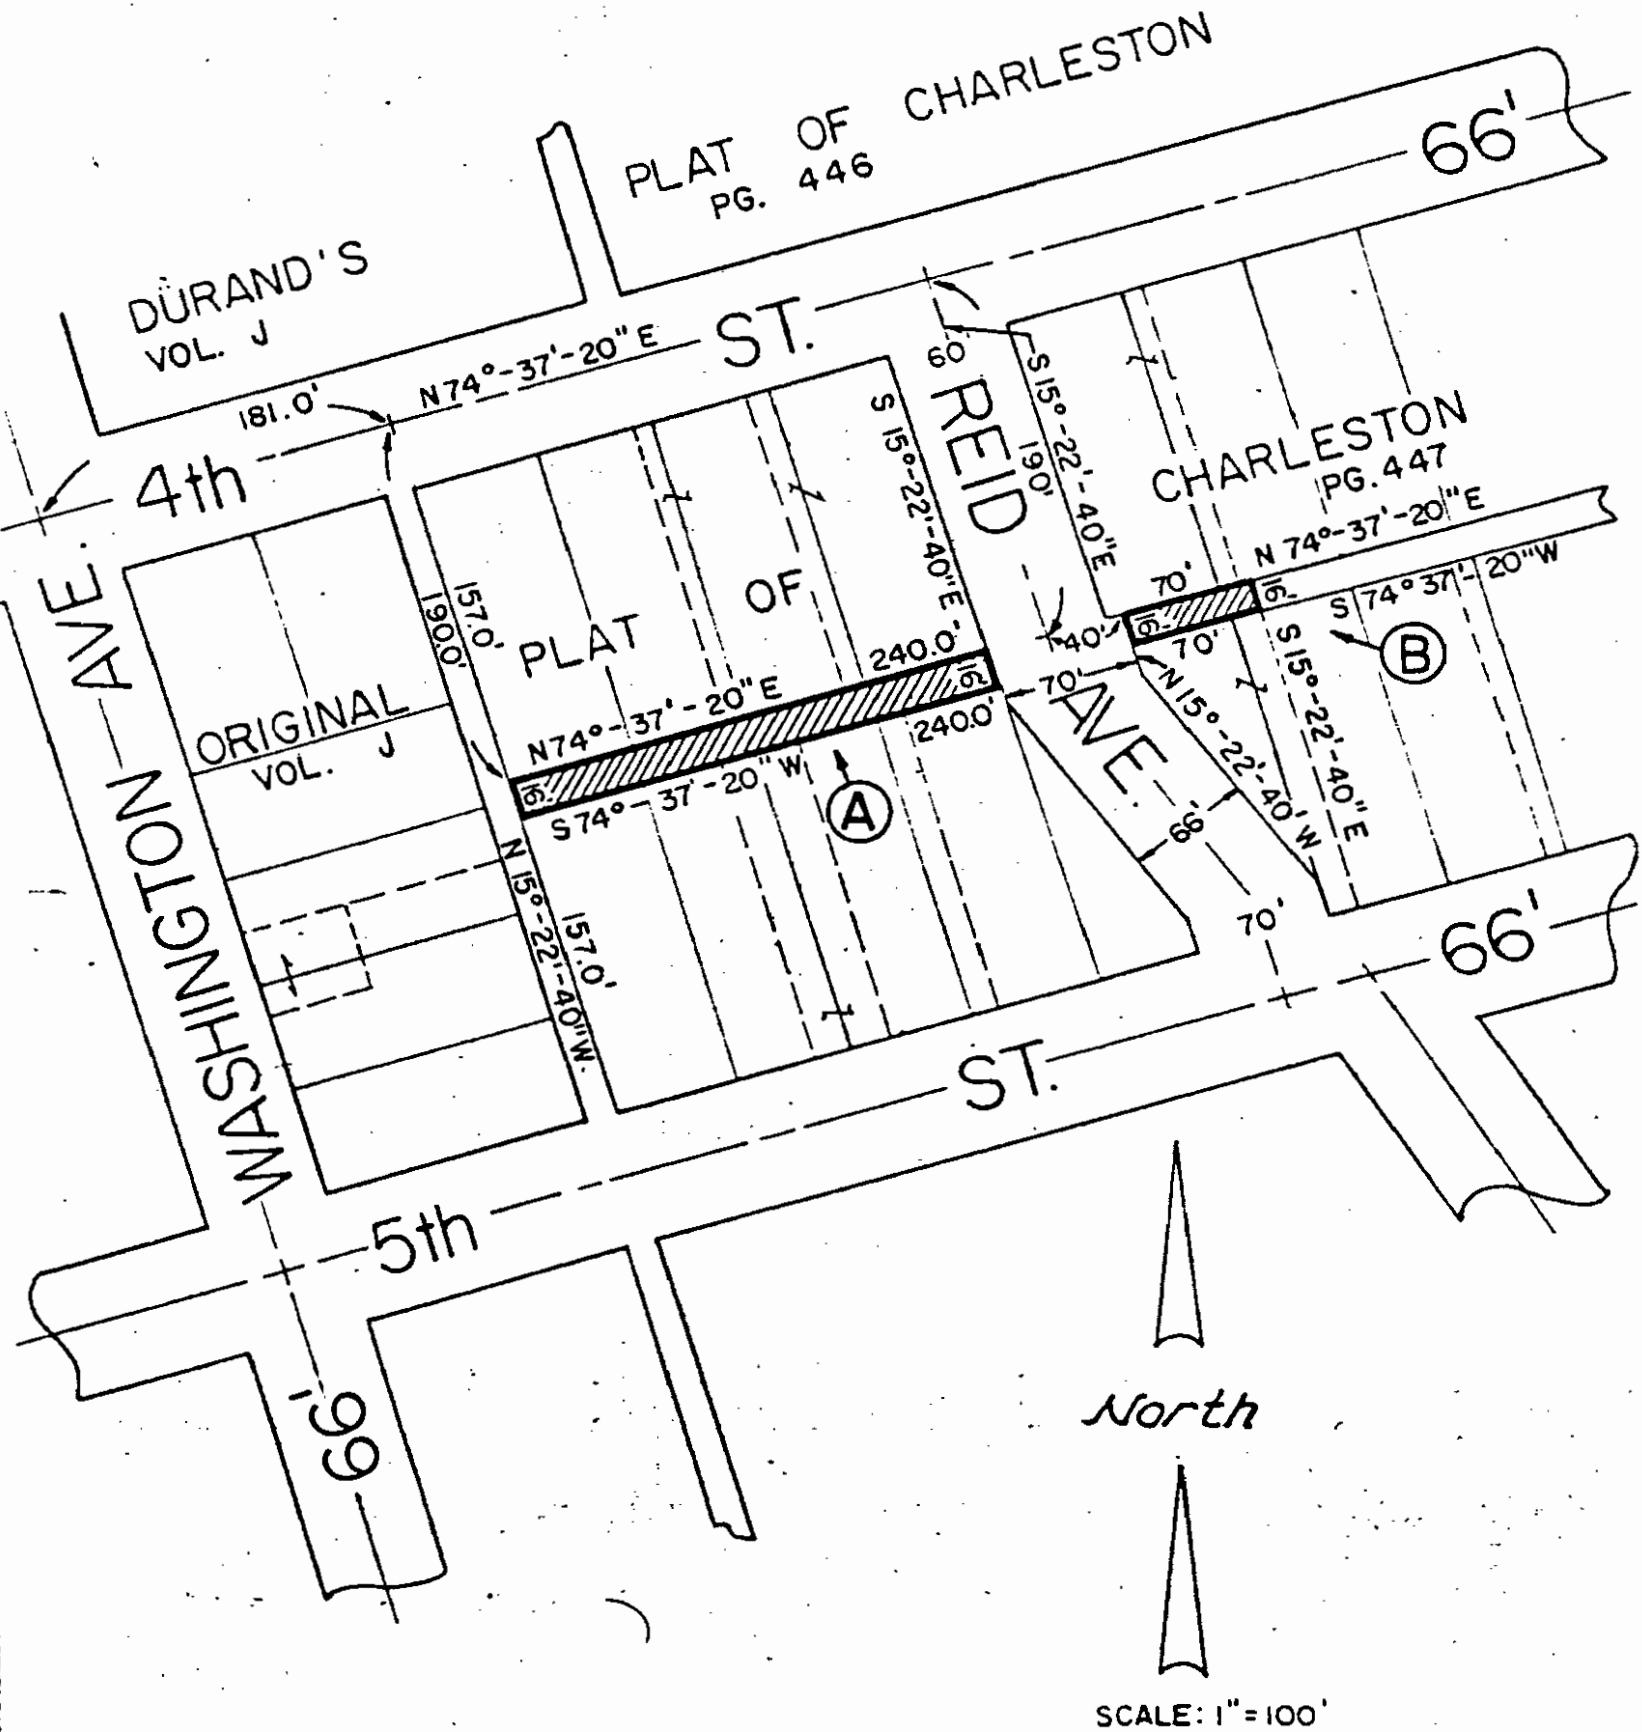 PLAT OF CHARLESTON
PG. 446
66'
DURAND'S
VOL. J
181.0'
N 74°-37'-20" E
ST.
4th
60'
REID
AVE.
S 15°-22'-40" E
S 15°-22'-40" E
190'
CHARLESTON
PG. 447
N 74°-37'-20" E
70'
16'
16'
70'
S 74° 37'-20" W
B
40'
70'
N 15°-22'-40" W
S 15°-22'-40" E
66'
70'
AVE.
WASHINGTON
ORIGINAL
VOL. J
190.0'
157.0'
PLAT OF
240.0'
16'
N 74°-37'-20" E
240.0'
16'
S 74°-37'-20" W
A
N 15°-22'-40" W.
157.0'
66'
ST.
5th
66'
North
SCALE: 1"=100'